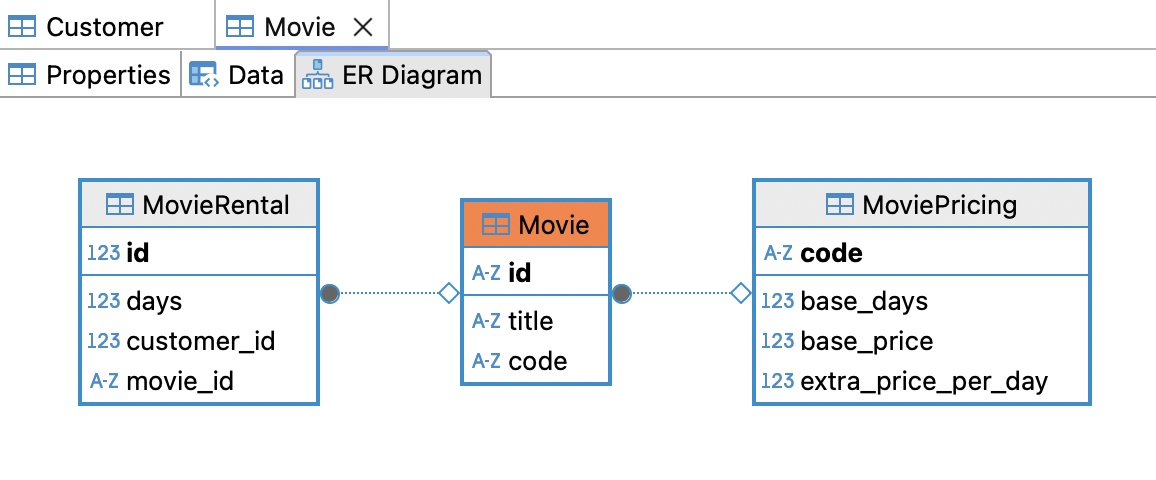 Customer
Movie
Properties
Data
ER Diagram
MovieRental
123 id
123 days
123 customer_id
A-Z movie_id
Movie
A-Z id
A-Z title
A-Z code
MoviePricing
A-Z code
123 base_days
123 base_price
123 extra_price_per_day